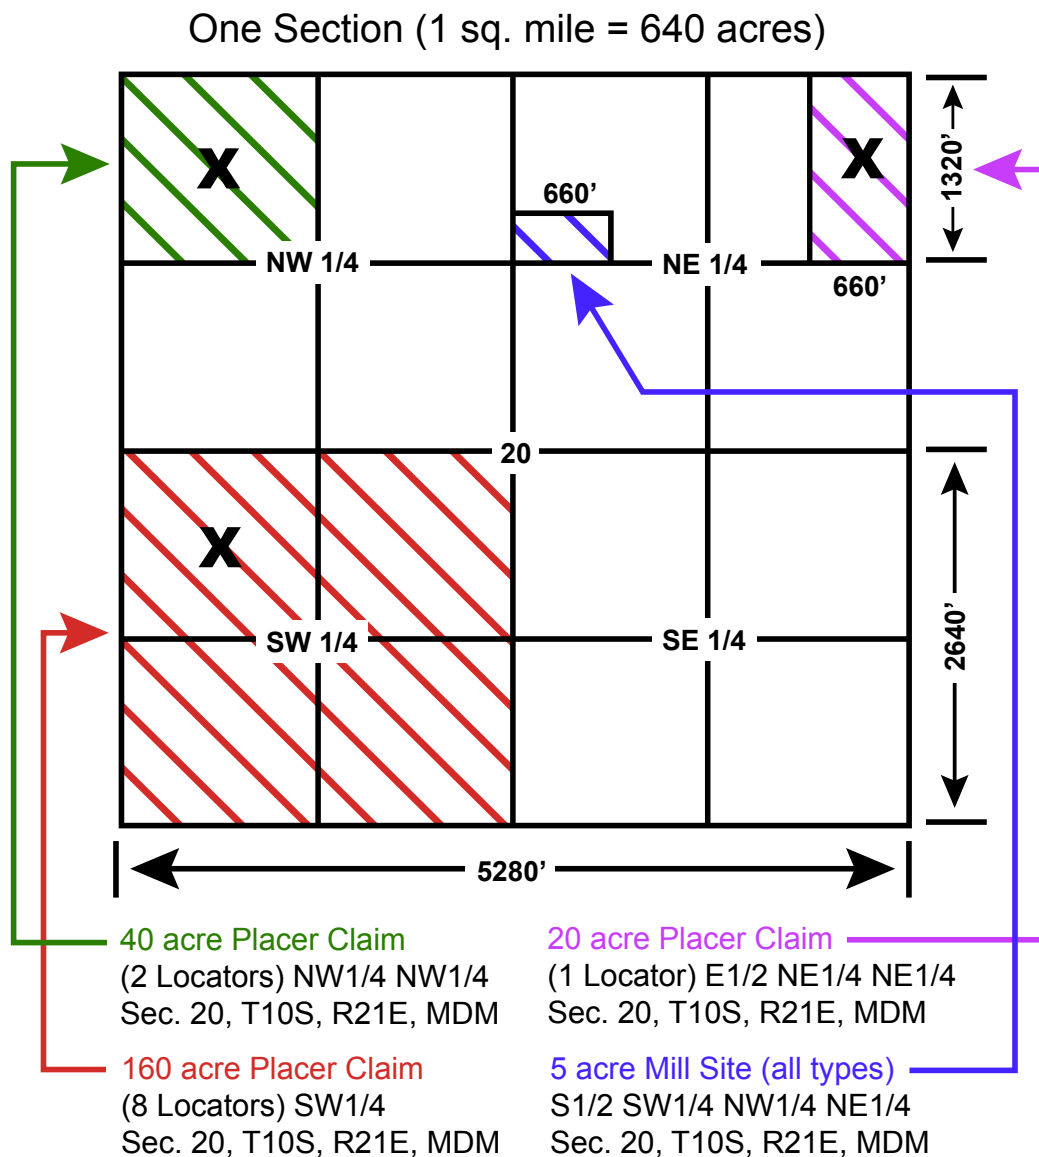 One Section (1 sq. mile = 640 acres)
X
X
660’
1320’
NW 1/4
NE 1/4
660’
20
X
SW 1/4
SE 1/4
2640’
5280’
40 acre Placer Claim
(2 Locators) NW1/4 NW1/4
Sec. 20, T10S, R21E, MDM
20 acre Placer Claim
(1 Locator) E1/2 NE1/4 NE1/4
Sec. 20, T10S, R21E, MDM
160 acre Placer Claim
(8 Locators) SW1/4
Sec. 20, T10S, R21E, MDM
5 acre Mill Site (all types)
S1/2 SW1/4 NW1/4 NE1/4
Sec. 20, T10S, R21E, MDM